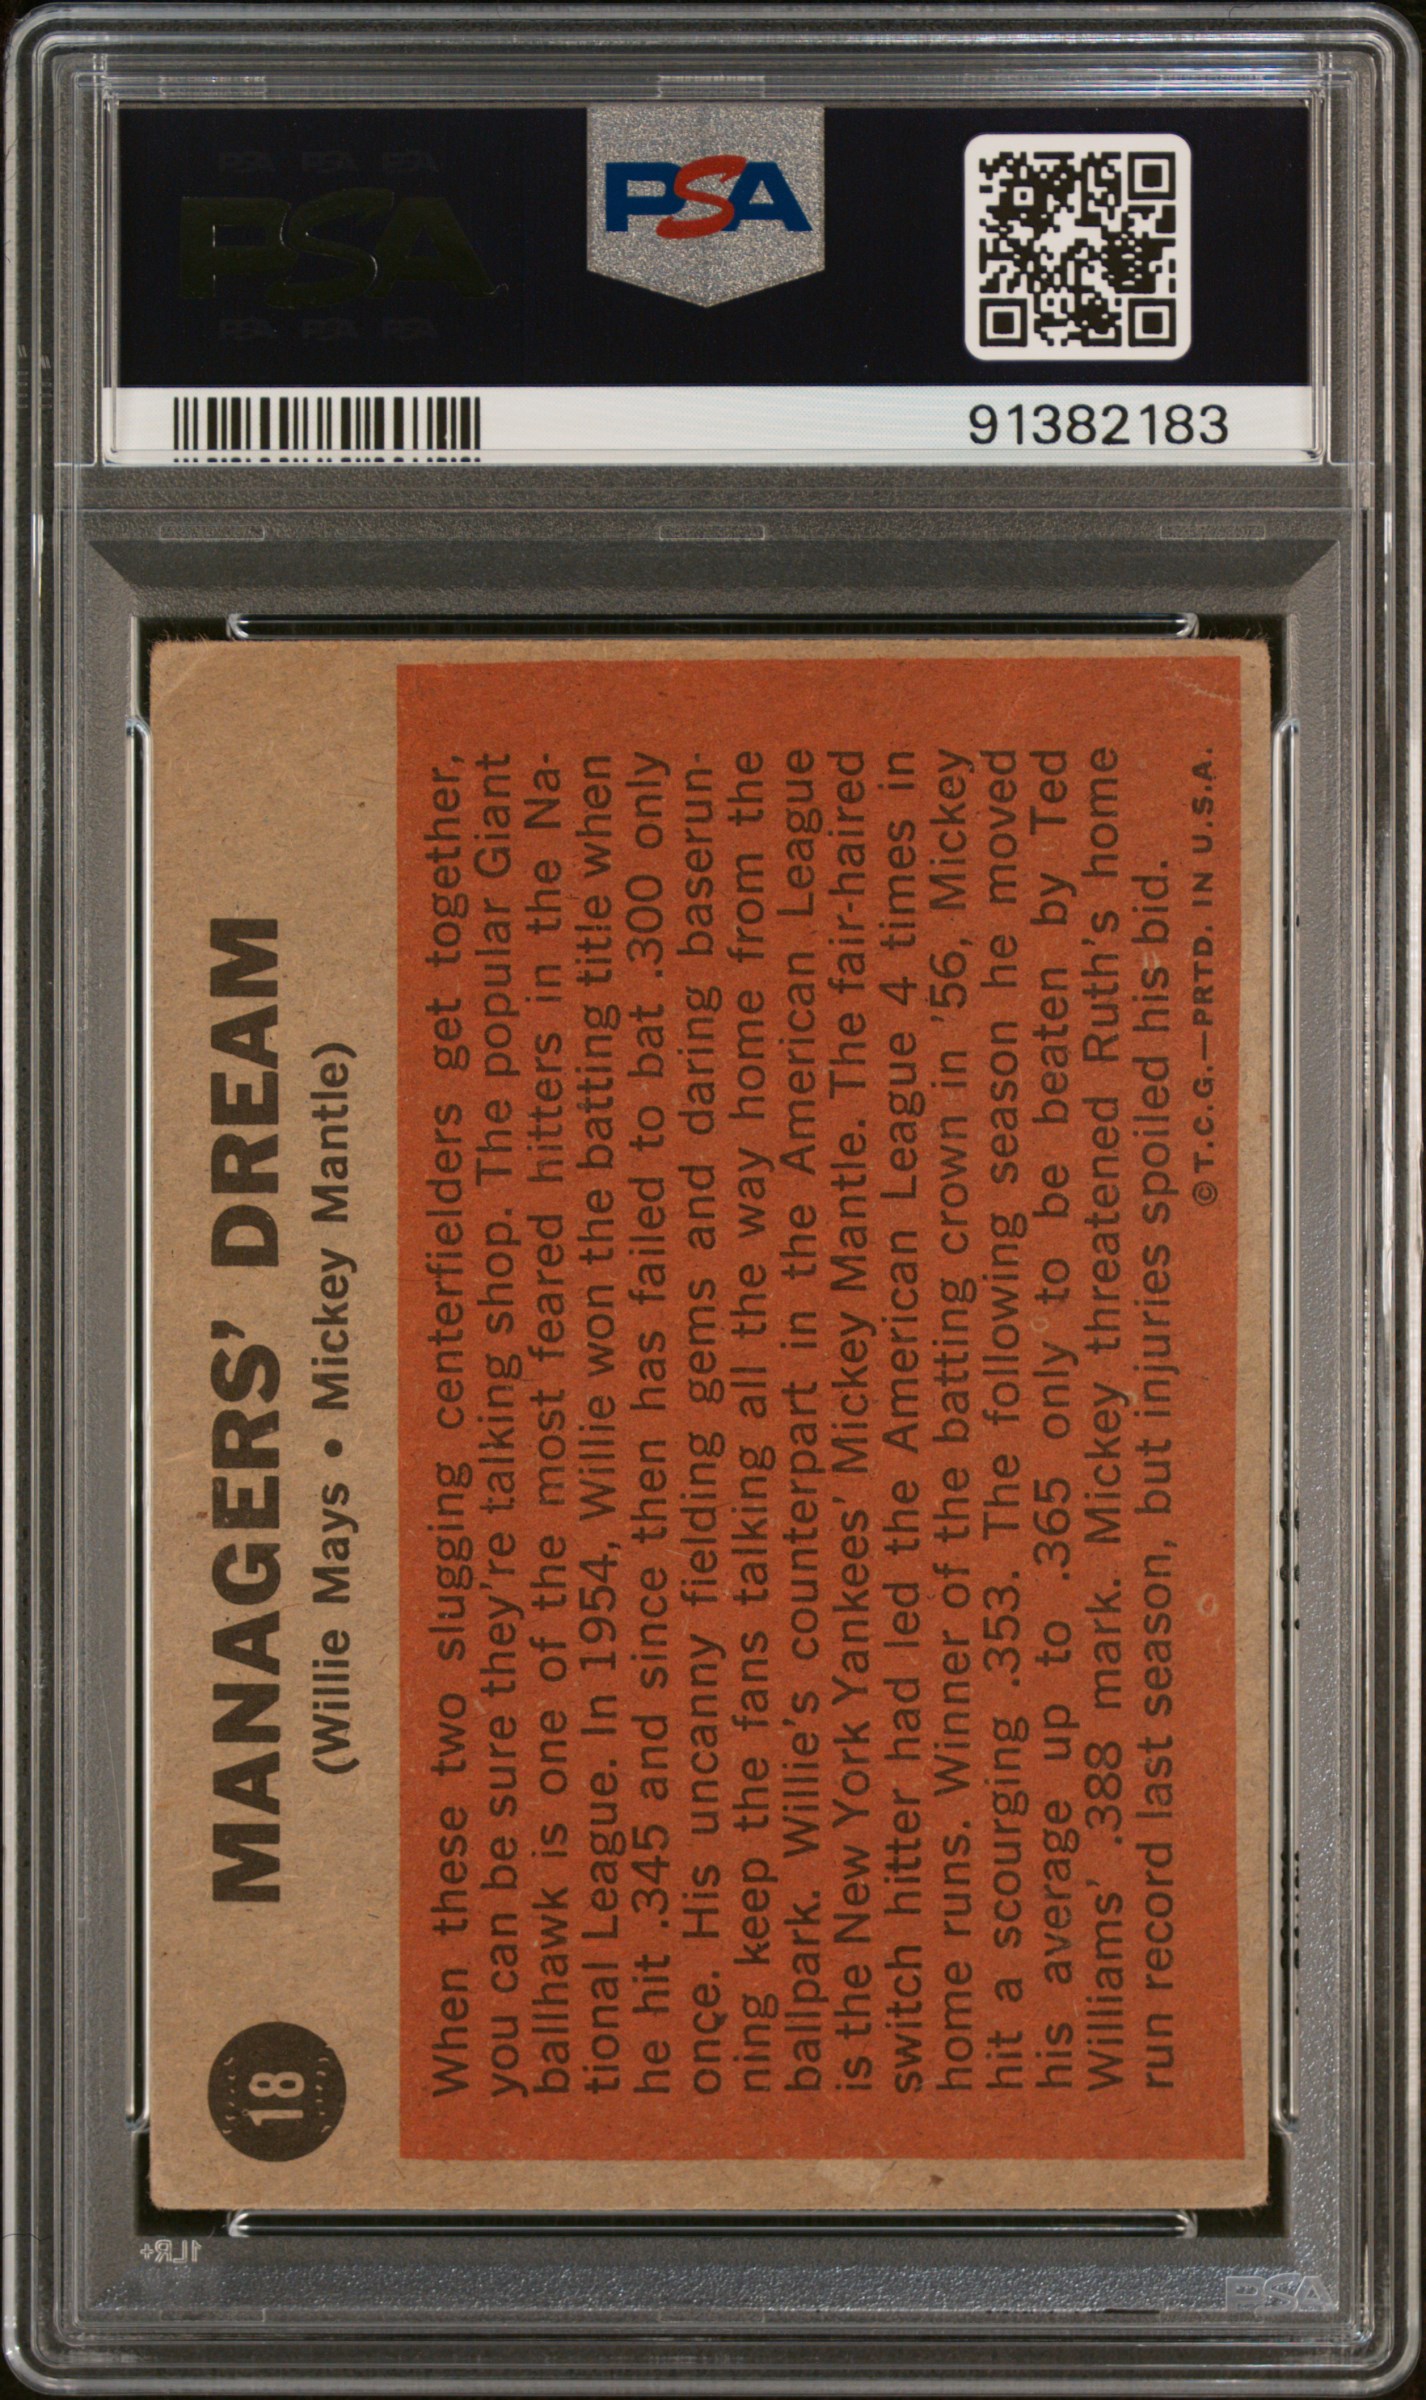 PSA PSA PSA
PSA
PSA PSA PSA
PSA
91382183
18
MANAGERS' DREAM
(Willie Mays • Mickey Mantle)
When these two slugging centerfielders get together,
you can be sure they're talking shop. The popular Giant
ballhawk is one of the most feared hitters in the Na-
tional League. In 1954, Willie won the batting title when
he hit .345 and since then has failed to bat .300 only
once. His uncanny fielding gems and daring baserun-
ning keep the fans talking all the way home from the
ballpark. Willie's counterpart in the American League
is the New York Yankees' Mickey Mantle. The fair-haired
switch hitter had led the American League 4 times in
home runs. Winner of the batting crown in '56, Mickey
hit a scourging .353. The following season he moved
his average up to .365 only to be beaten by Ted
Williams' .388 mark. Mickey threatened Ruth's home
run record last season, but injuries spoiled his bid.
© T.C.G.—PRTD. IN U.S.A.
1LR+
PSA